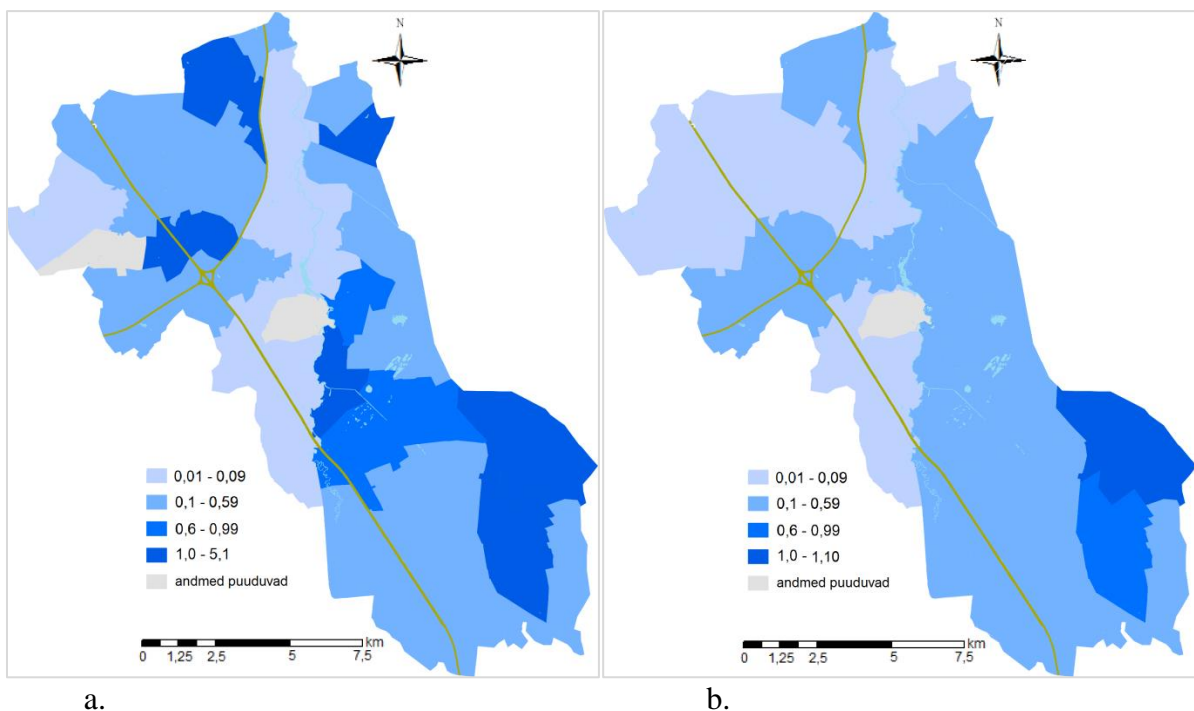 N
0,01 - 0,09
0,1 - 0,59
0,6 - 0,99
1,0 - 5,1
andmed puuduvad
km
0 1,25 2,5 5 7,5
a.
N
0,01 - 0,09
0,1 - 0,59
0,6 - 0,99
1,0 - 1,10
andmed puuduvad
km
0 1,25 2,5 5 7,5
b.